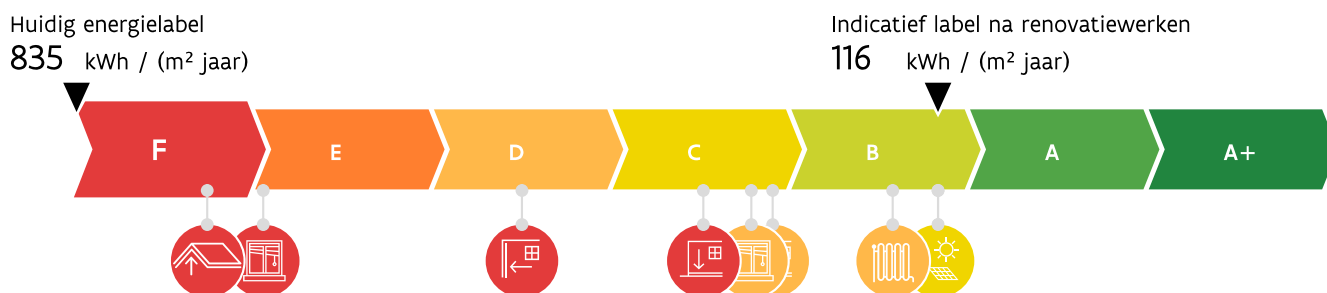 Huidig energielabel
835 kWh / (m² jaar)
Indicatief label na renovatiewerken
116 kWh / (m² jaar)
F E D C B A A+